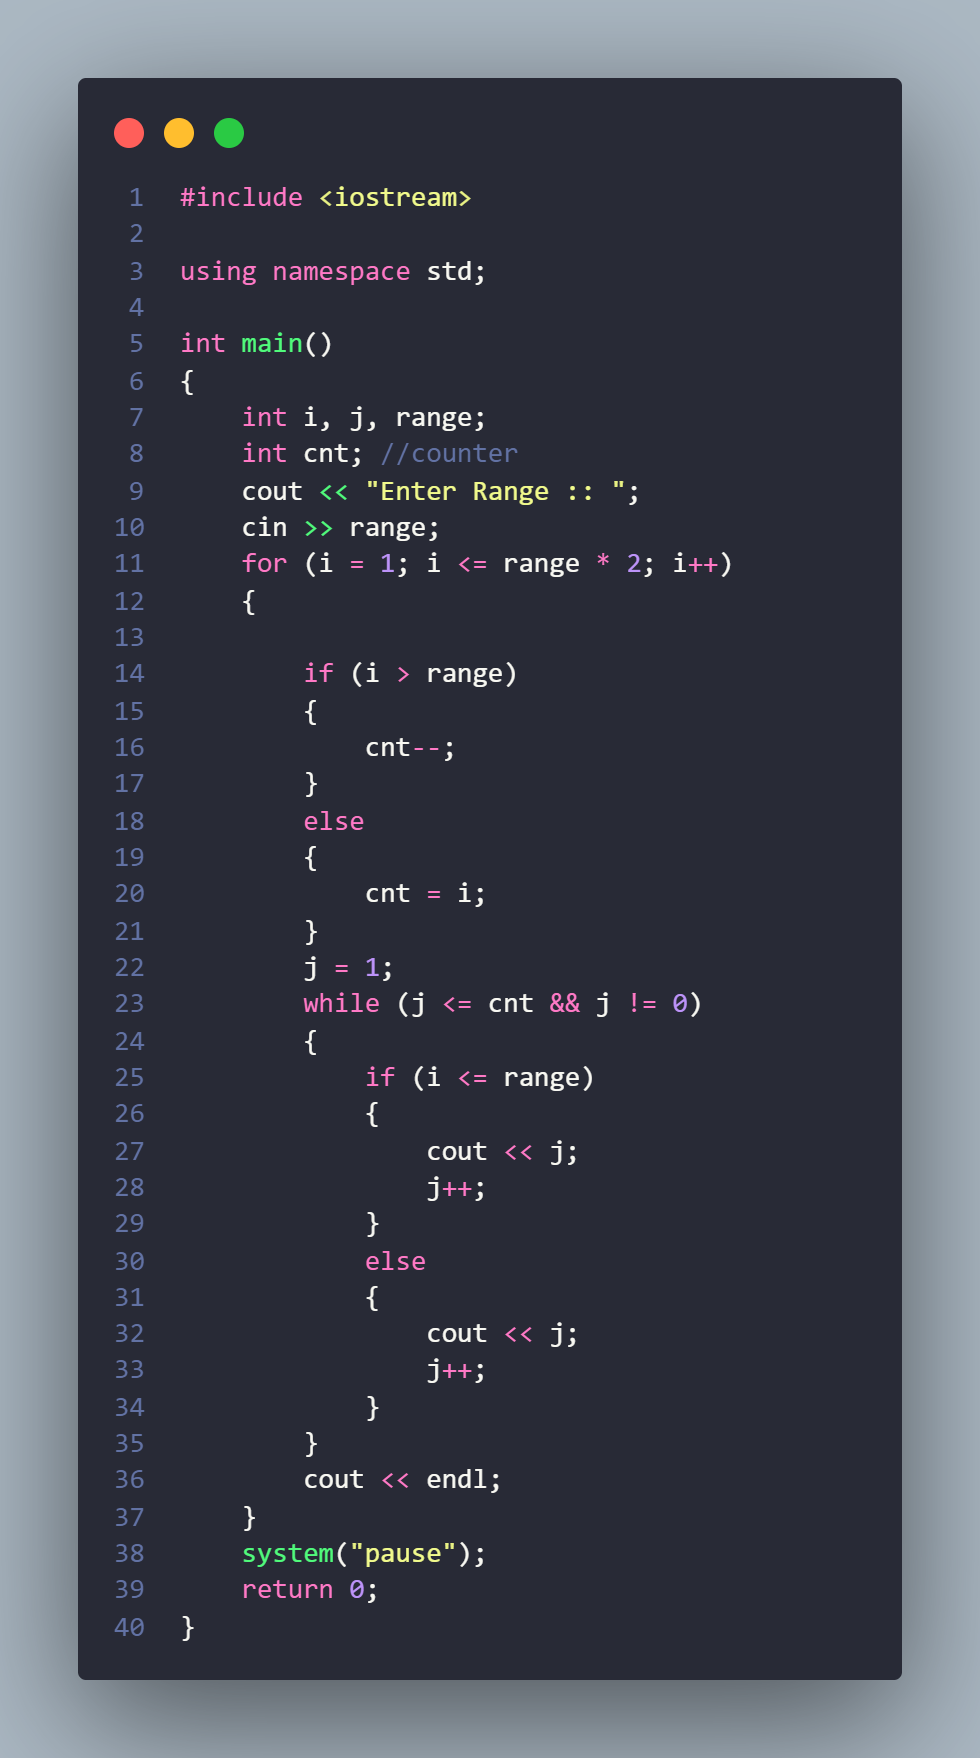 1 #include <iostream>
2
3 using namespace std;
4
5 int main()
6 {
7     int i, j, range;
8     int cnt; //counter
9     cout << "Enter Range :: ";
10     cin >> range;
11     for (i = 1; i <= range * 2; i++)
12     {
13
14         if (i > range)
15         {
16             cnt--;
17         }
18         else
19         {
20             cnt = i;
21         }
22         j = 1;
23         while (j <= cnt && j != 0)
24         {
25             if (i <= range)
26             {
27                 cout << j;
28                 j++;
29             }
30             else
31             {
32                 cout << j;
33                 j++;
34             }
35         }
36         cout << endl;
37     }
38     system("pause");
39     return 0;
40 }